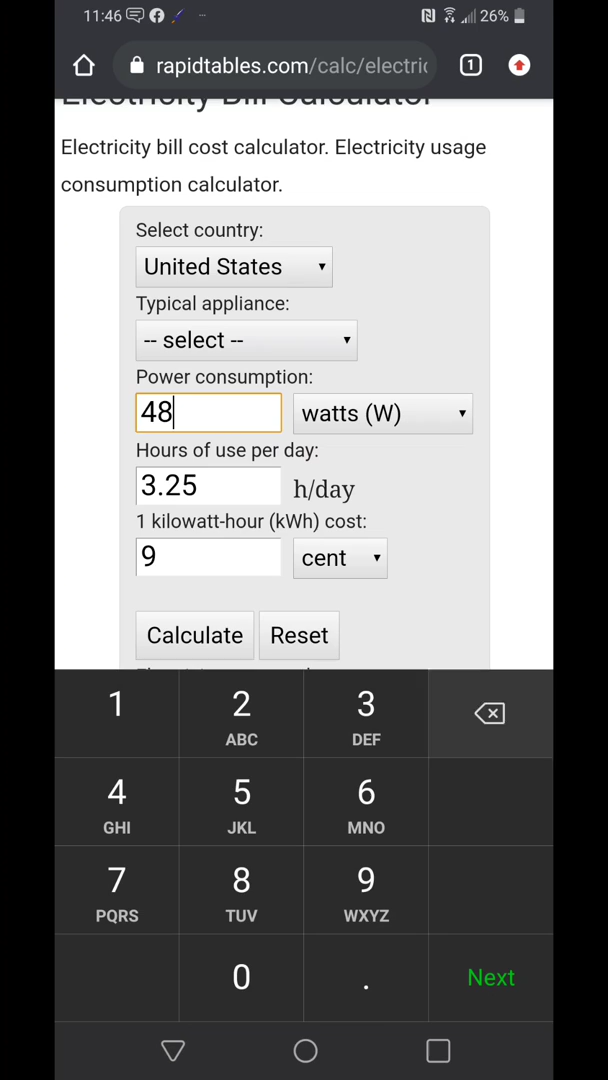 11:46
26%
rapidtables.com/calc/electric
1
Electricity Bill Calculator
Electricity bill cost calculator. Electricity usage
consumption calculator.
Select country:
United States
Typical appliance:
-- select --
Power consumption:
48 watts (W)
Hours of use per day:
3.25 h/day
1 kilowatt-hour (kWh) cost:
9 cent
Calculate Reset
1 2 3
ABC DEF
4 5 6
GHI JKL MNO
7 8 9
PQRS TUV WXYZ
0 . Next